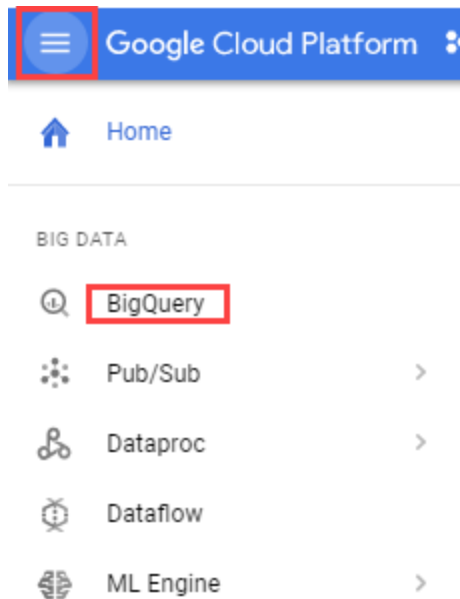 Google Cloud Platform
Home
BIG DATA
BigQuery
Pub/Sub
Dataproc
Dataflow
ML Engine